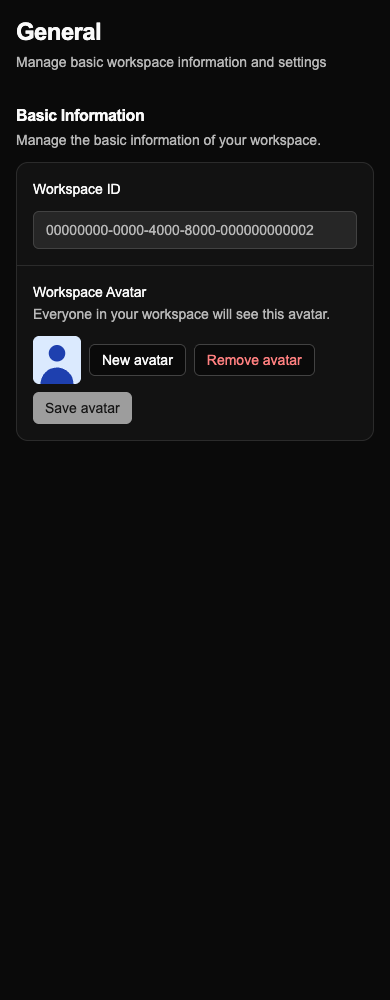 General
Manage basic workspace information and settings
Basic Information
Manage the basic information of your workspace.
Workspace ID
00000000-0000-4000-8000-000000000002
Workspace Avatar
Everyone in your workspace will see this avatar.
New avatar
Remove avatar
Save avatar